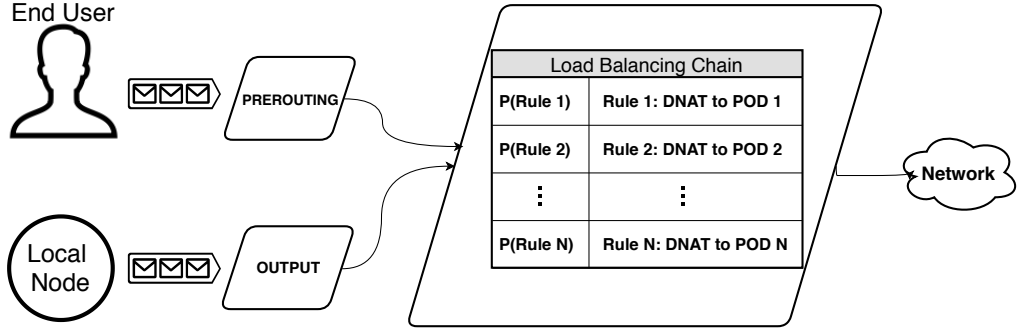 End User
PREROUTING
Load Balancing Chain
P(Rule 1) Rule 1: DNAT to POD 1
P(Rule 2) Rule 2: DNAT to POD 2
P(Rule N) Rule N: DNAT to POD N
Network
Local
Node
OUTPUT